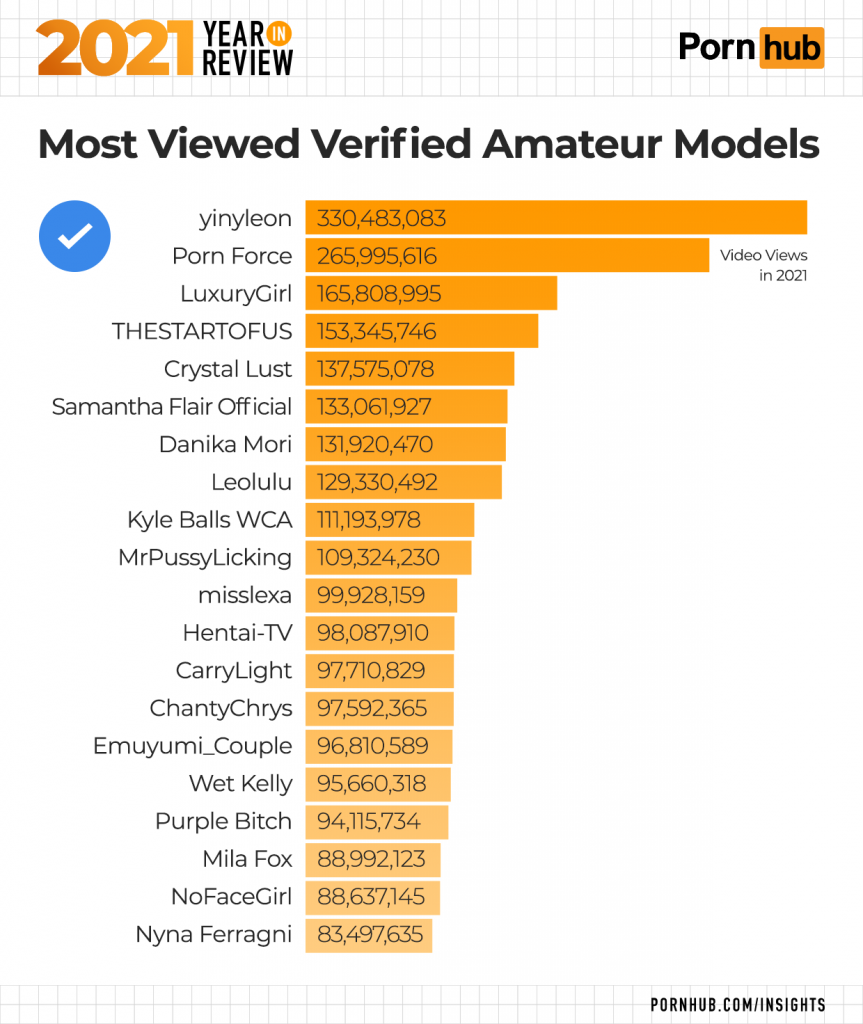 2021 YEAR IN REVIEW
Porn hub
Most Viewed Verified Amateur Models
yinyleon 330,483,083
Porn Force 265,995,616
Video Views
in 2021
LuxuryGirl 165,808,995
THESTARTOFUS 153,345,746
Crystal Lust 137,575,078
Samantha Flair Official 133,061,927
Danika Mori 131,920,470
Leolulu 129,330,492
Kyle Balls WCA 111,193,978
MrPussyLicking 109,324,230
misslexa 99,928,159
Hentai-TV 98,087,910
CarryLight 97,710,829
ChantyChrys 97,592,365
Emuyumi_Couple 96,810,589
Wet Kelly 95,660,318
Purple Bitch 94,115,734
Mila Fox 88,992,123
NoFaceGirl 88,637,145
Nyna Ferragni 83,497,635
PORNHUB.COM/INSIGHTS